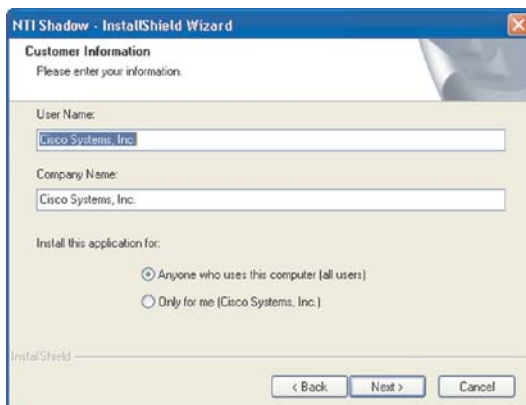 NTI Shadow - InstallShield Wizard
Customer Information
Please enter your information.
User Name:
Cisco Systems, Inc.
Company Name:
Cisco Systems, Inc.
Install this application for:
Anyone who uses this computer (all users)
Only for me (Cisco Systems, Inc.)
InstallShield
< Back
Next >
Cancel